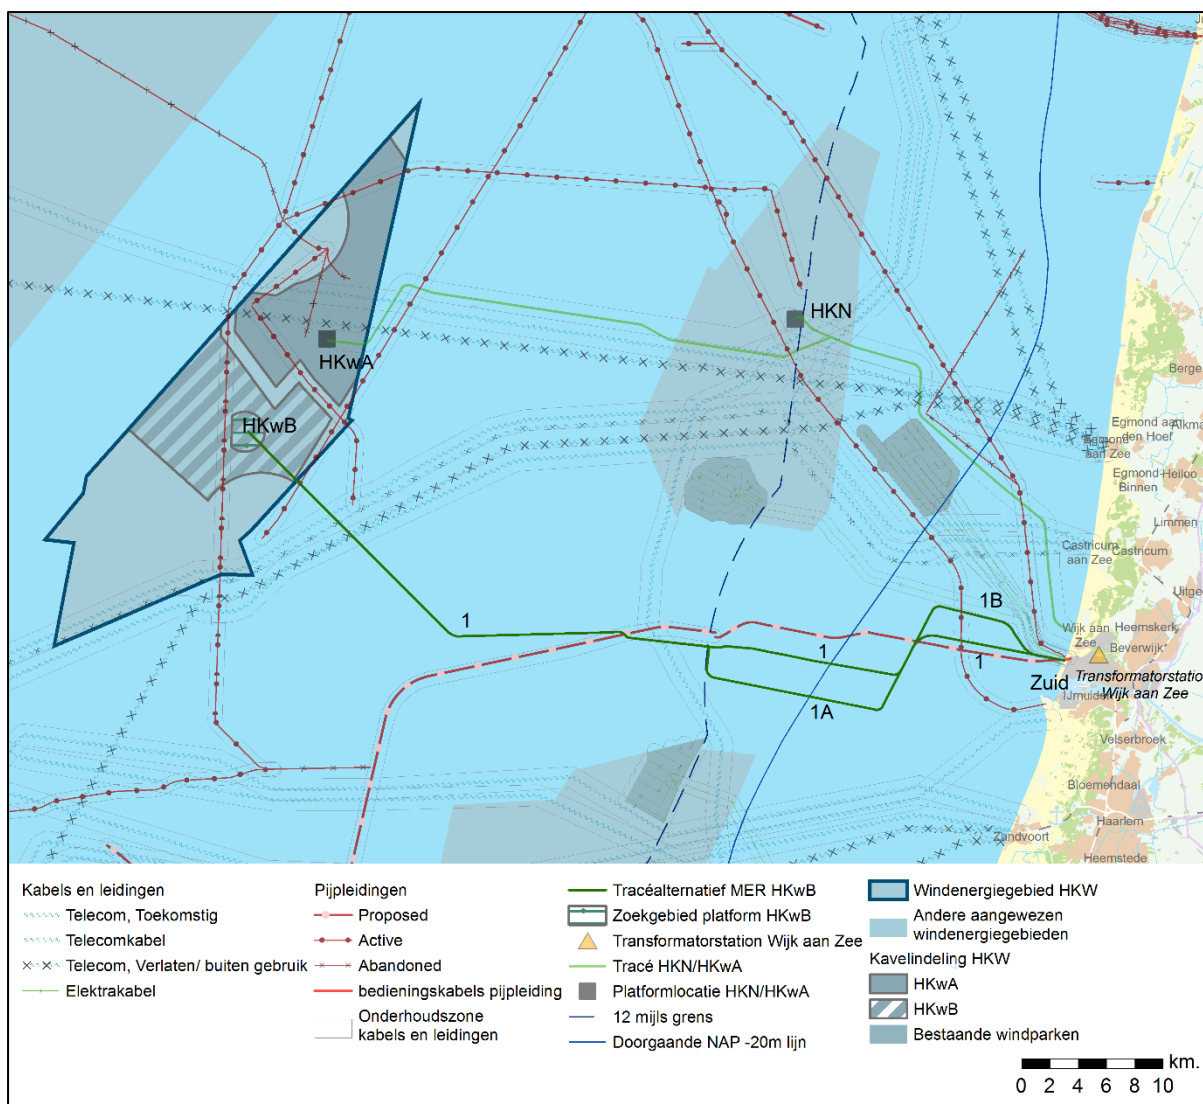 HKN
HKwA
HKwB
Berge
Egmond aan
den Hoef
Alkma
Egmond
aan Zee
Egmond-
Binnen
Heiloo
Limmen
Castricum
aan Zee
Castricum
Uitge
1B
Wijk aan
Zee
Heemskerk
Beverwijk
1
1
1
Zuid
Transformatorstation
Wijk aan Zee
IJmuiden
1A
Velserbroek
Bloemendaal
Haarlem
Zandvoort
Heemstede
Kabels en leidingen
Telecom, Toekomstig
Telecomkabel
Telecom, Verlaten/ buiten gebruik
Elektrakabel
Pijpleidingen
Proposed
Active
Abandoned
bedieningskabels pijpleiding
Onderhoudszone
kabels en leidingen
Tracéalternatief MER HKwB
Zoekgebied platform HKwB
Transformatorstation Wijk aan Zee
Tracé HKN/HKwA
Platformlocatie HKN/HKwA
12 mijls grens
Doorgaande NAP -20m lijn
Windenergiegebied HKW
Andere aangewezen
windenergiegebieden
Kavelindeling HKW
HKwA
HKwB
Bestaande windparken
km.
0 2 4 6 8 10